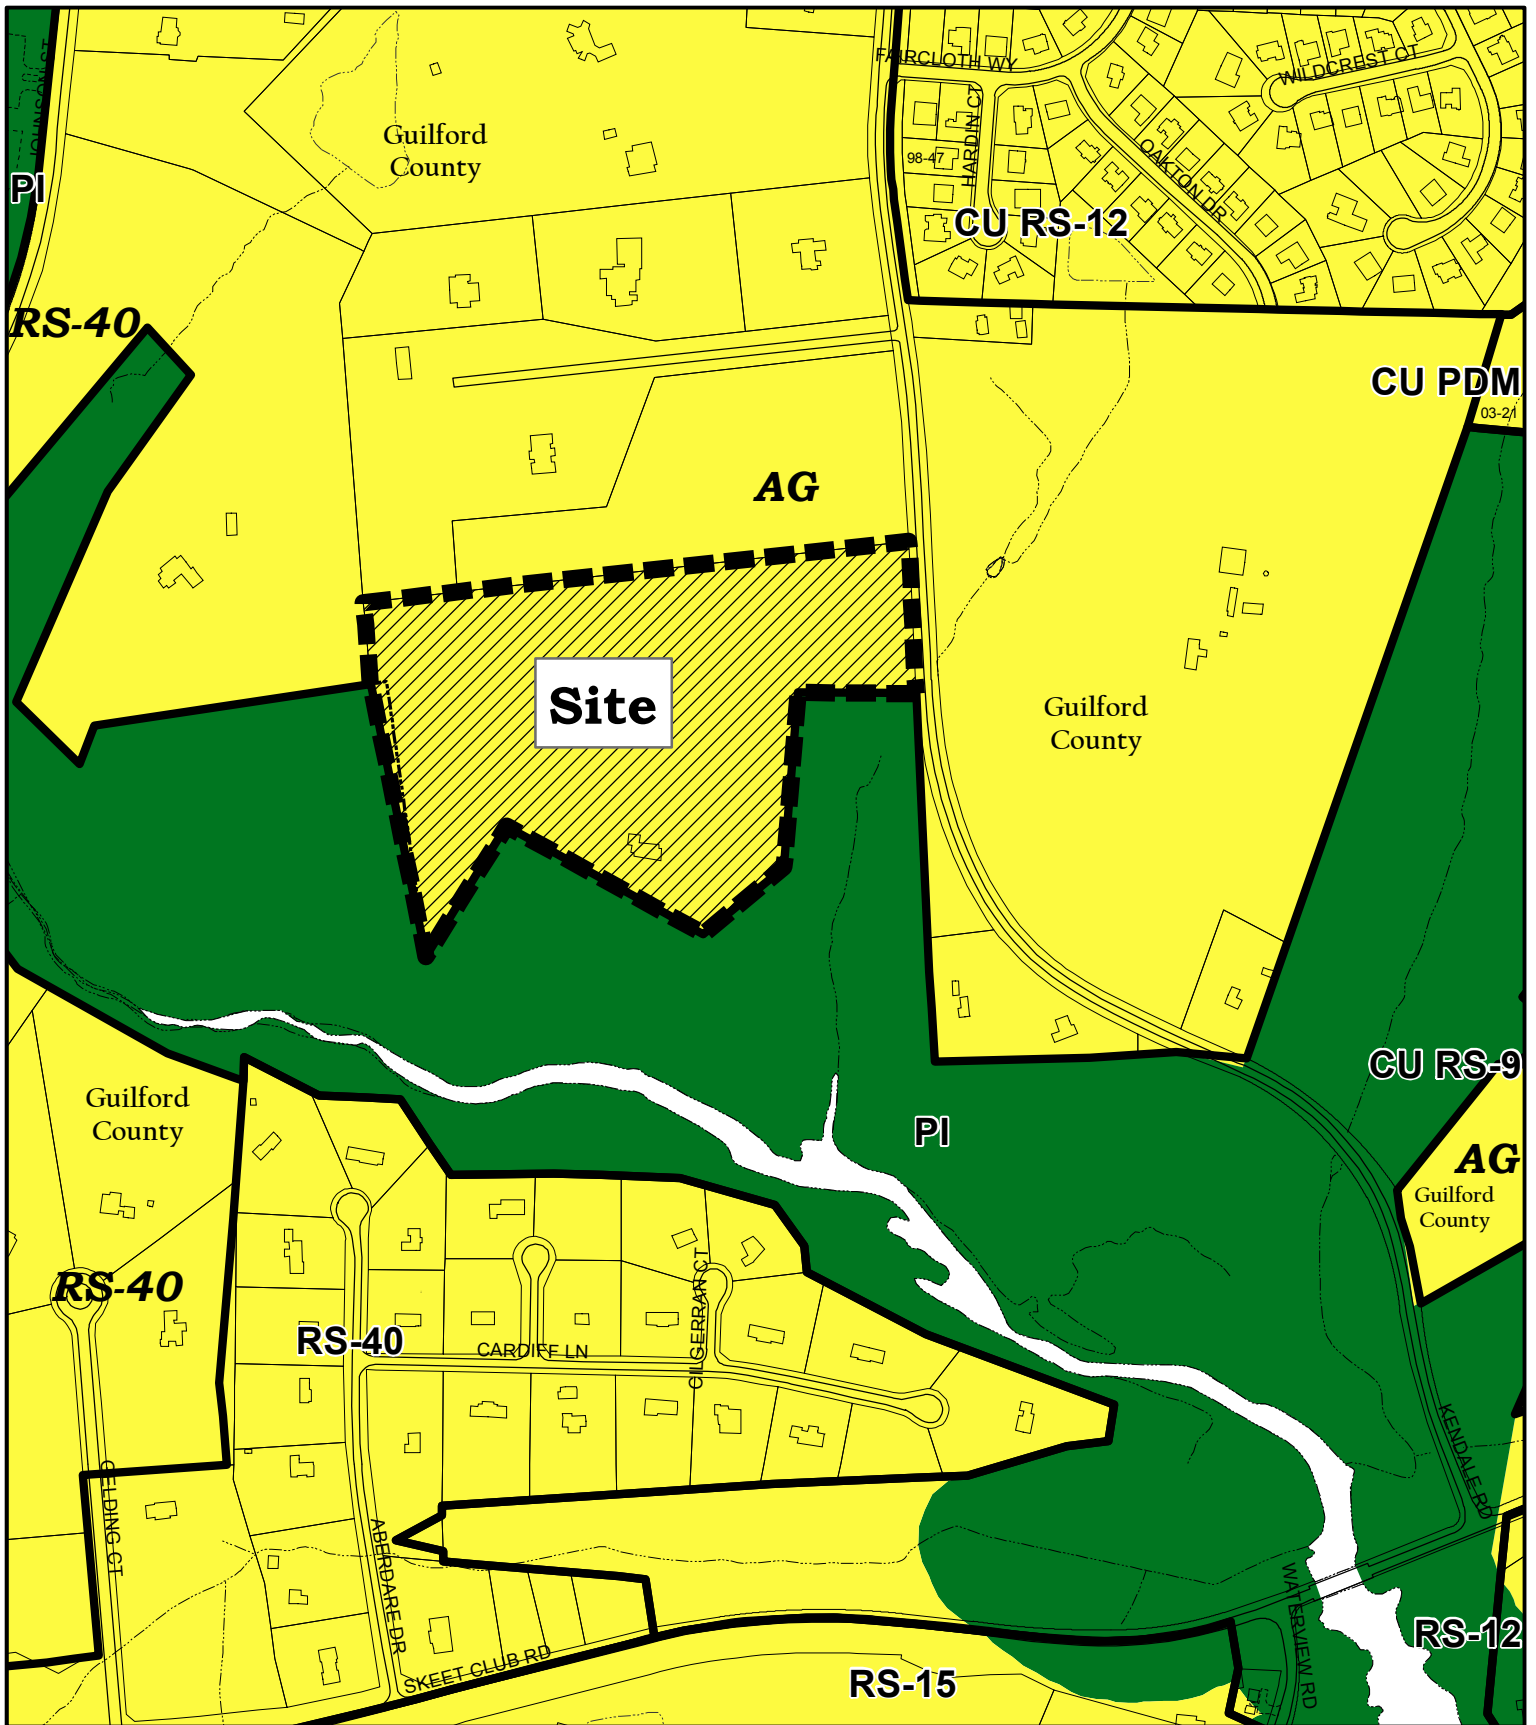 JOHNSON ST
FAIRCLOTH WY
WILDCREST CT
Guilford
County
HARDIN CT
98-47
OAKTON DR
PI
CU RS-12
RS-40
CU PDM
03-21
AG
Site
Guilford
County
CU RS-9
Guilford
County
PI
AG
Guilford
County
RS-40
RS-40
CARDIFF LN
CILGERRAN CT
KENDALE RD
GELDING CT
ABERDARE DR
WATERVIEW RD
RS-12
SKEET CLUB RD
RS-15